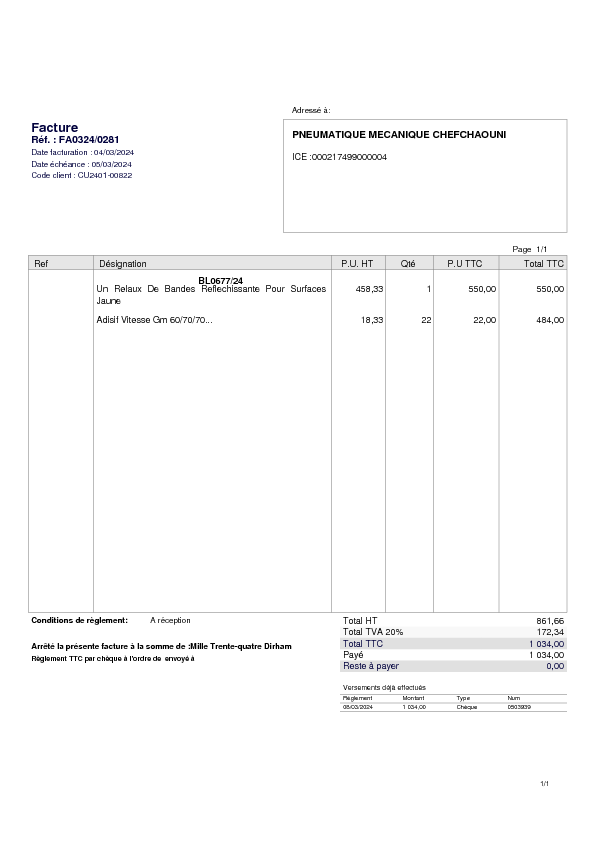 Adressé à:
Facture
Réf. : FA0324/0281
Date facturation : 04/03/2024
Date échéance : 05/03/2024
Code client : CU2401-00822
PNEUMATIQUE MECANIQUE CHEFCHAOUNI
ICE :000217499000004
Page 1/1
Ref Désignation P.U. HT Qté P.U TTC Total TTC
BL0677/24
Un Relaux De Bandes Reflechissante Pour Surfaces 458,33 1 550,00 550,00
Jaune
Adisif Vitesse Gm 60/70/70... 18,33 22 22,00 484,00
Conditions de règlement: A réception
Total HT 861,66
Total TVA 20% 172,34
Total TTC 1 034,00
Payé 1 034,00
Reste à payer 0,00
Arrêté la présente facture à la somme de :Mille Trente-quatre Dirham
Règlement TTC par chèque à l'ordre de envoyé à
Versements déjà effectués
Règlement Montant Type Num
08/03/2024 1 034,00 Chèque 0503939
1/1